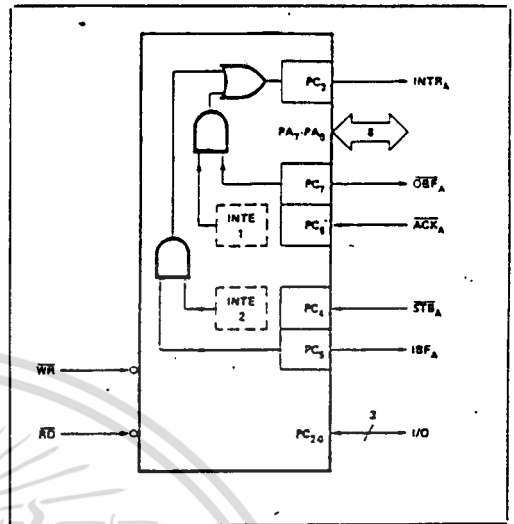 PC3 INTRA
PA7-PA0 8
PC7 OBFA
INTE 1 PC6 ACKA
INTE 2 PC4 STBA
PC5 IBFA
WR
RD PC2-0 3 I/O